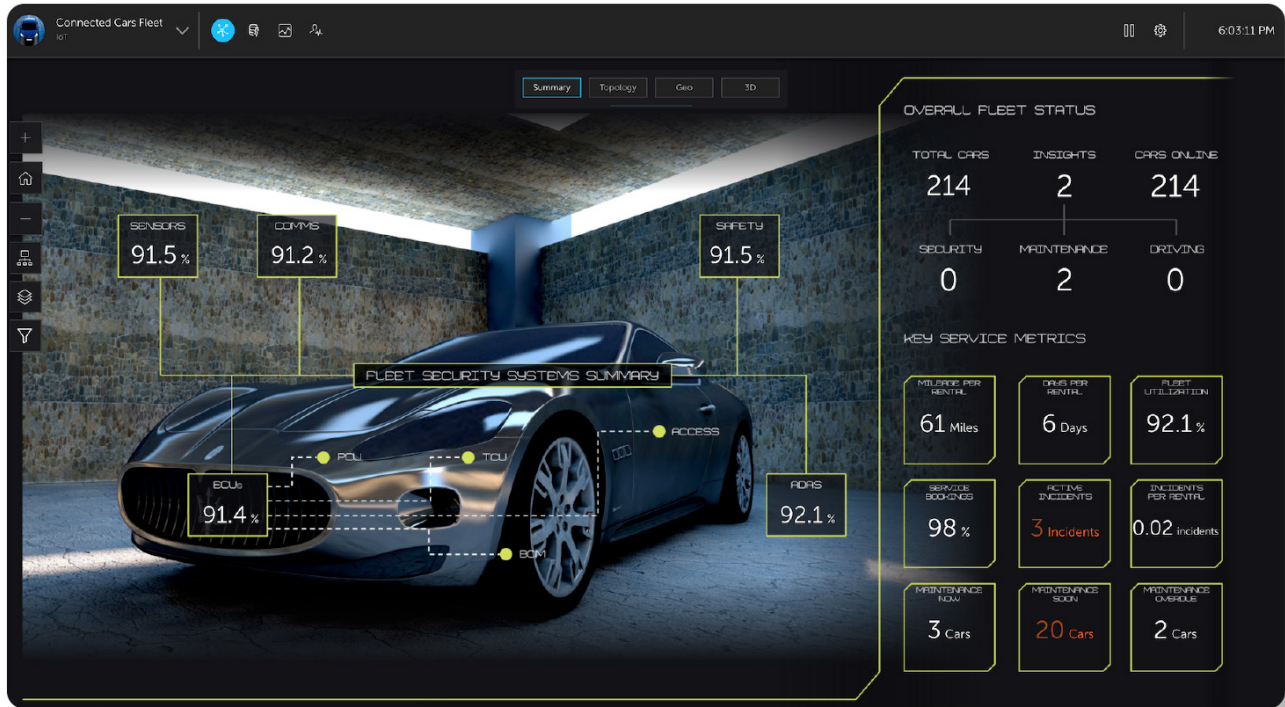 Connected Cars Fleet
IoT
6:03:11 PM
Summary
Topology
Geo
3D
SENSORS
91.5 %
COMMS
91.2 %
SAFETY
91.5 %
FLEET SECURITY SYSTEMS SUMMARY
ACCESS
TCU
ECUs
91.4 %
ADAS
92.1 %
BCM
OVERALL FLEET STATUS
TOTAL CARS
214
INSIGHTS
2
CARS ONLINE
214
SECURITY
0
MAINTENANCE
2
DRIVING
0
KEY SERVICE METRICS
MILEAGE PER
RENTAL
61 Miles
DAYS PER
RENTAL
6 Days
FLEET
UTILIZATION
92.1 %
SERVICE
BOOKINGS
98 %
ACTIVE
INCIDENTS
3 Incidents
INCIDENTS
PER RENTAL
0.02 incidents
MAINTENANCE
NOW
3 Cars
MAINTENANCE
SOON
20 Cars
MAINTENANCE
OVERDUE
2 Cars